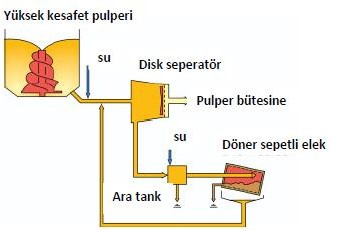 Yüksek kesafet pulperi
su
Disk seperatör
Pulper bütesine
su
Döner sepetli elek
Ara tank